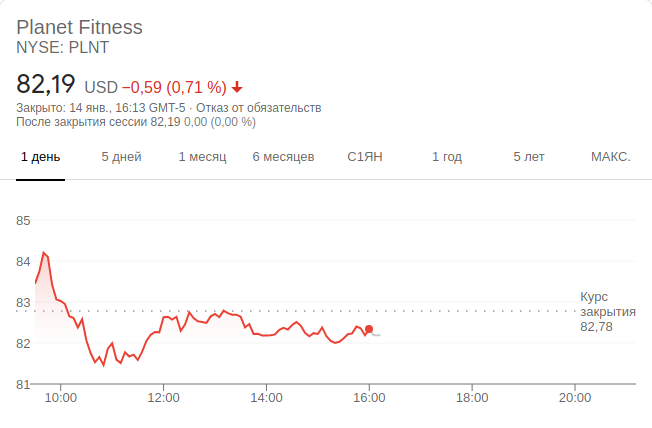 Planet Fitness
NYSE: PLNT
82,19 USD −0,59 (0,71 %)
Закрыто: 14 янв., 16:13 GMT-5 · Отказ от обязательств
После закрытия сессии 82,19 0,00 (0,00 %)
1 день 5 дней 1 месяц 6 месяцев С1ЯН 1 год 5 лет МАКС.
85
84
83
82
81
Курс
закрытия
82,78
10:00 12:00 14:00 16:00 18:00 20:00